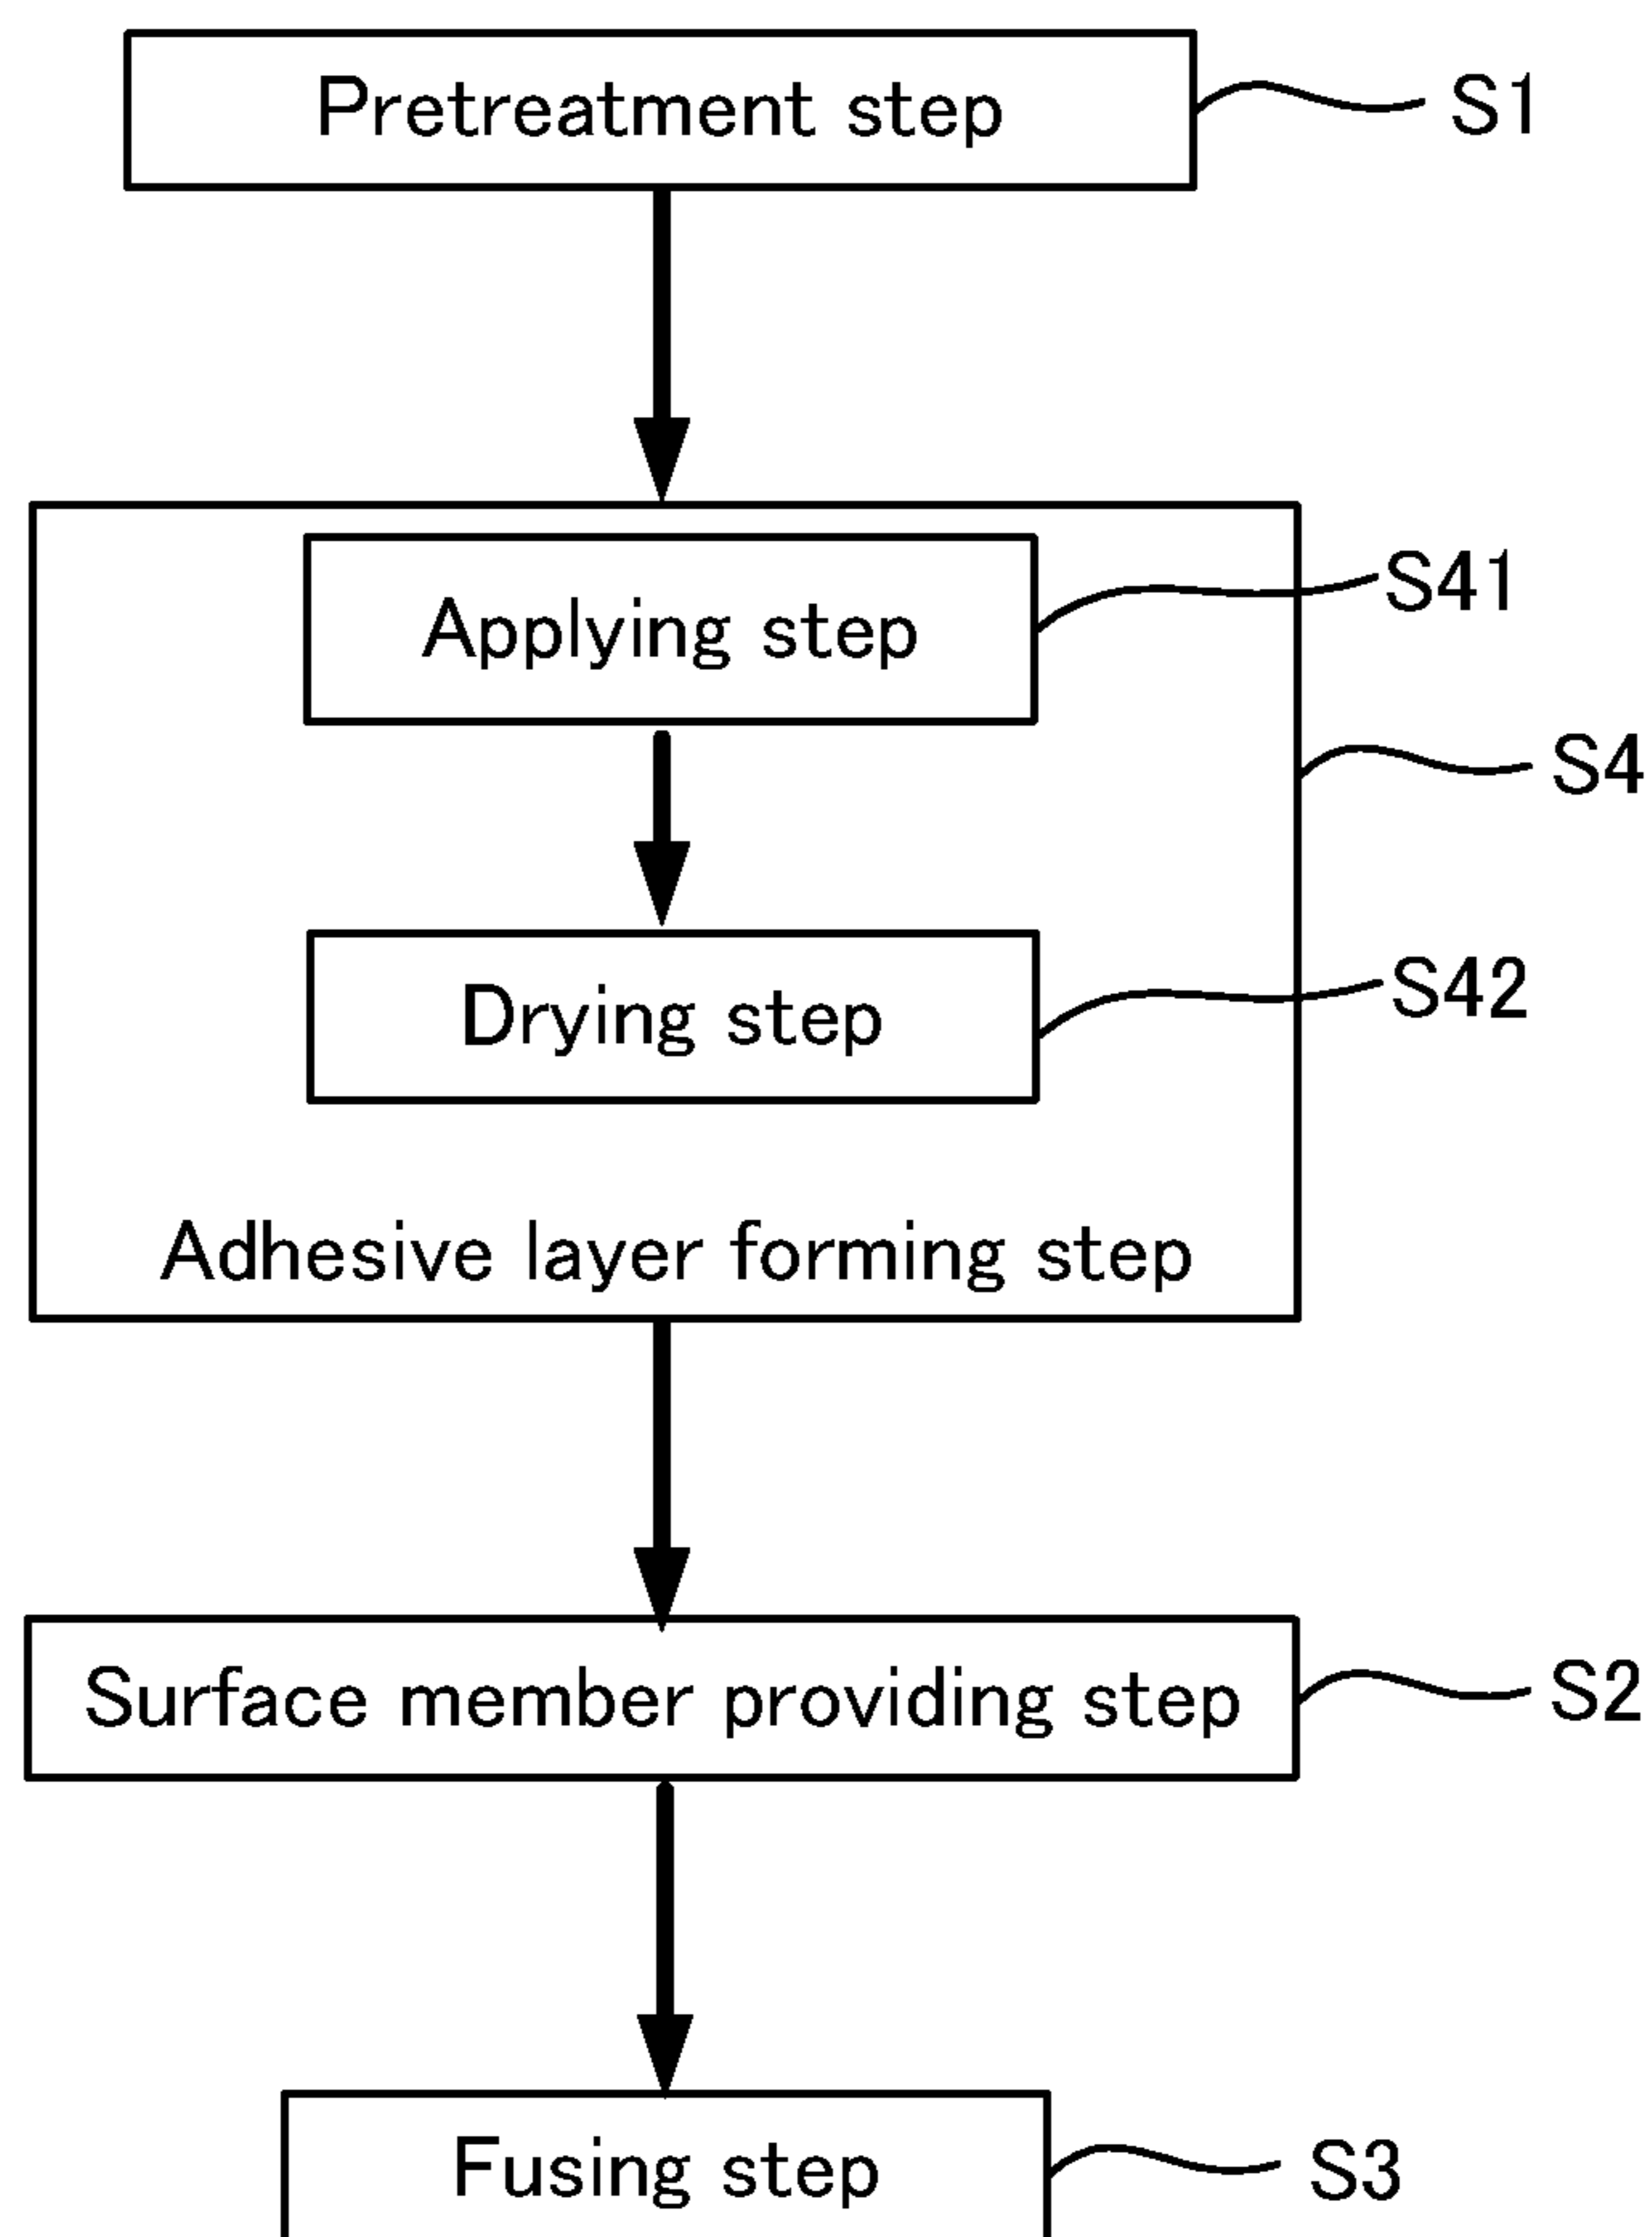 Pretreatment step
S1
Applying step
S41
S4
Drying step
S42
Adhesive layer forming step
Surface member providing step
S2
Fusing step
S3